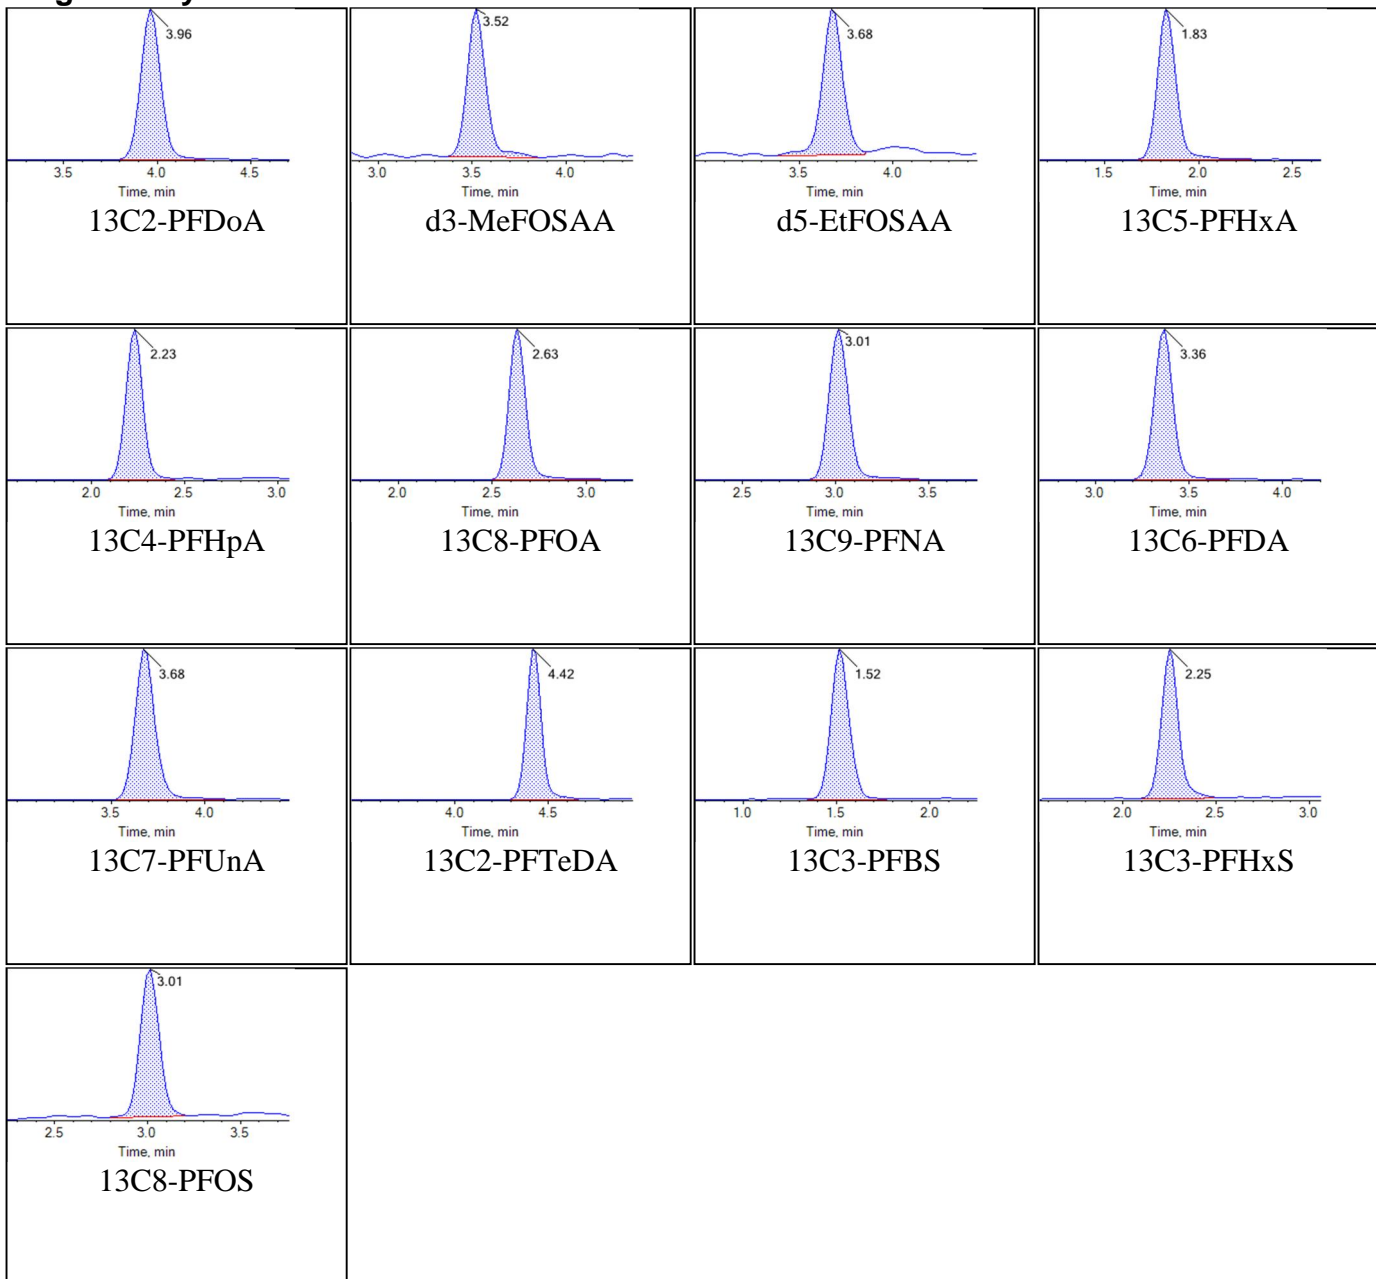 3.96
3.5 4.0 4.5
Time, min
13C2-PFDoA
3.52
3.0 3.5 4.0
Time, min
d3-MeFOSAA
3.68
3.5 4.0
Time, min
d5-EtFOSAA
1.83
1.5 2.0 2.5
Time, min
13C5-PFHxA
2.23
2.0 2.5 3.0
Time, min
13C4-PFHpA
2.63
2.0 2.5 3.0
Time, min
13C8-PFOA
3.01
2.5 3.0 3.5
Time, min
13C9-PFNA
3.36
3.0 3.5 4.0
Time, min
13C6-PFDA
3.68
3.5 4.0
Time, min
13C7-PFUnA
4.42
4.0 4.5
Time, min
13C2-PFTeDA
1.52
1.0 1.5 2.0
Time, min
13C3-PFBS
2.25
2.0 2.5 3.0
Time, min
13C3-PFHxS
3.01
2.5 3.0 3.5
Time, min
13C8-PFOS